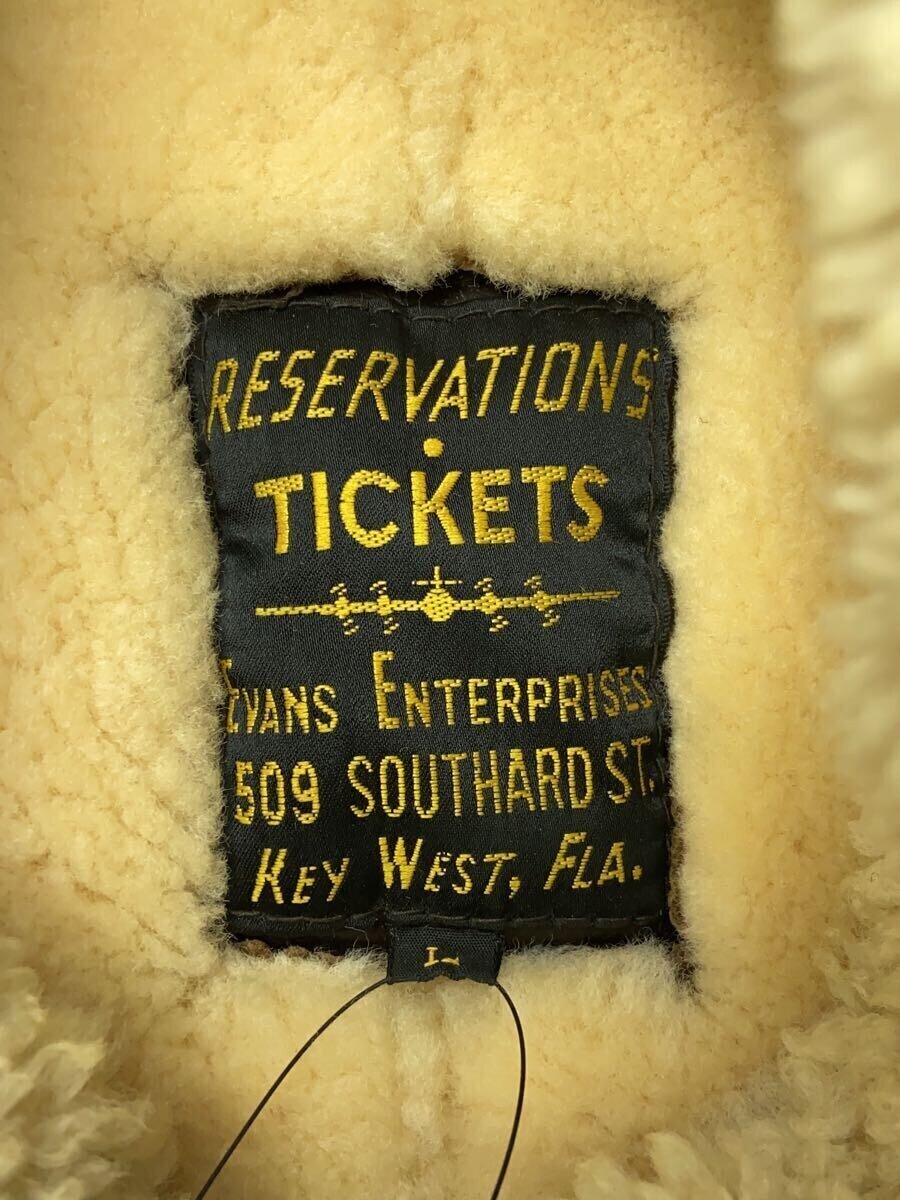 RESERVATIONS
TICKETS
EVANS ENTERPRISES
509 SOUTHARD ST.
KEY WEST, FLA.
L